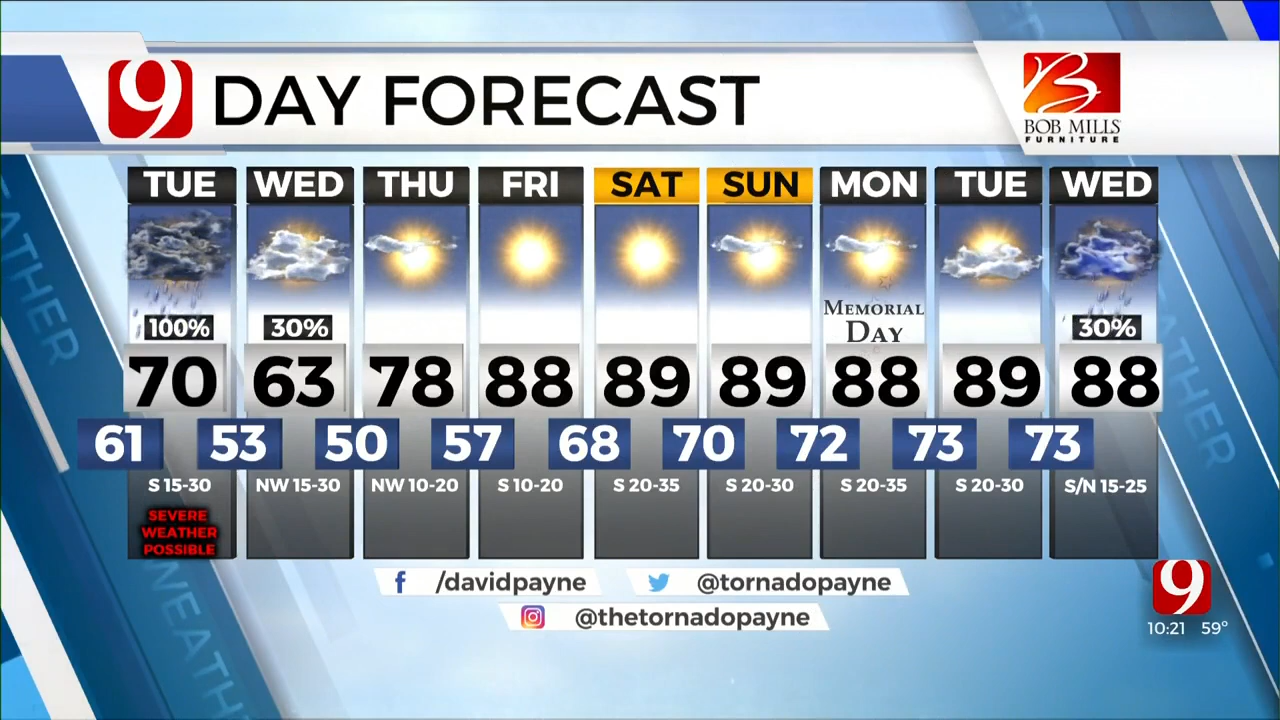 9 DAY FORECAST
BOB MILLS
FURNITURE
TUE WED THU FRI SAT SUN MON TUE WED
MEMORIAL
DAY
100% 30% 30%
70 63 78 88 89 89 88 89 88
61 53 50 57 68 70 72 73 73
S 15-30 NW 15-30 NW 10-20 S 10-20 S 20-35 S 20-30 S 20-35 S 20-30 S/N 15-25
SEVERE
WEATHER
POSSIBLE
/davidpayne @tornadopayne
@thetornadopayne
9
10:21 59°
WEATHER
WEATHER
WEATHER